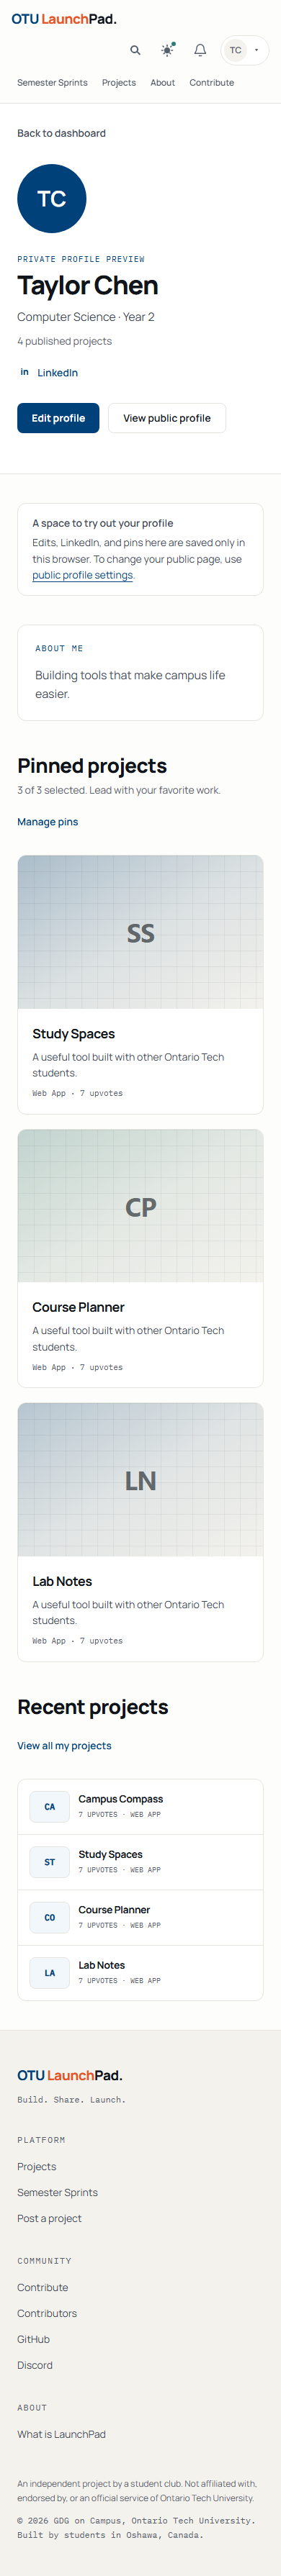 OTU LaunchPad.
TC
Semester Sprints Projects About Contribute
Back to dashboard
TC
PRIVATE PROFILE PREVIEW
Taylor Chen
Computer Science · Year 2
4 published projects
in LinkedIn
Edit profile View public profile
A space to try out your profile
Edits, LinkedIn, and pins here are saved only in
this browser. To change your public page, use
public profile settings.
ABOUT ME
Building tools that make campus life
easier.
Pinned projects
3 of 3 selected. Lead with your favorite work.
Manage pins
SS
Study Spaces
A useful tool built with other Ontario Tech
students.
Web App · 7 upvotes
CP
Course Planner
A useful tool built with other Ontario Tech
students.
Web App · 7 upvotes
LN
Lab Notes
A useful tool built with other Ontario Tech
students.
Web App · 7 upvotes
Recent projects
View all my projects
CA
Campus Compass
7 UPVOTES · WEB APP
ST
Study Spaces
7 UPVOTES · WEB APP
CO
Course Planner
7 UPVOTES · WEB APP
LA
Lab Notes
7 UPVOTES · WEB APP
OTU LaunchPad.
Build. Share. Launch.
PLATFORM
Projects
Semester Sprints
Post a project
COMMUNITY
Contribute
Contributors
GitHub
Discord
ABOUT
What is LaunchPad
An independent project by a student club. Not affiliated with,
endorsed by, or an official service of Ontario Tech University.
© 2026 GDG on Campus, Ontario Tech University.
Built by students in Oshawa, Canada.